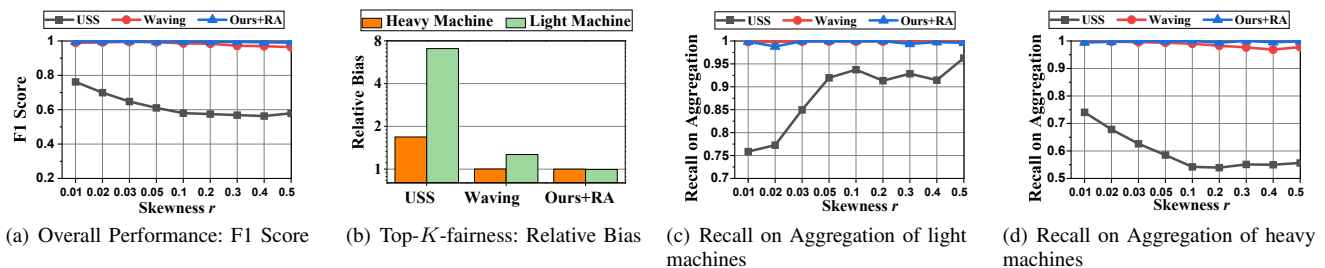 USS Waving Ours+RA
F1 Score
1
0.8
0.6
0.4
0.2
0.01 0.02 0.03 0.05 0.1 0.2 0.3 0.4 0.5
Skewness r
(a) Overall Performance: F1 Score
Heavy Machine Light Machine
Relative Bias
8
4
2
1
USS Waving Ours+RA
(b) Top-K-fairness: Relative Bias
USS Waving Ours+RA
Recall on Aggregation
1
0.95
0.9
0.85
0.8
0.75
0.7
0.01 0.02 0.03 0.05 0.1 0.2 0.3 0.4 0.5
Skewness r
(c) Recall on Aggregation of light
machines
USS Waving Ours+RA
Recall on Aggregation
1
0.9
0.8
0.7
0.6
0.5
0.4
0.01 0.02 0.03 0.05 0.1 0.2 0.3 0.4 0.5
Skewness r
(d) Recall on Aggregation of heavy
machines